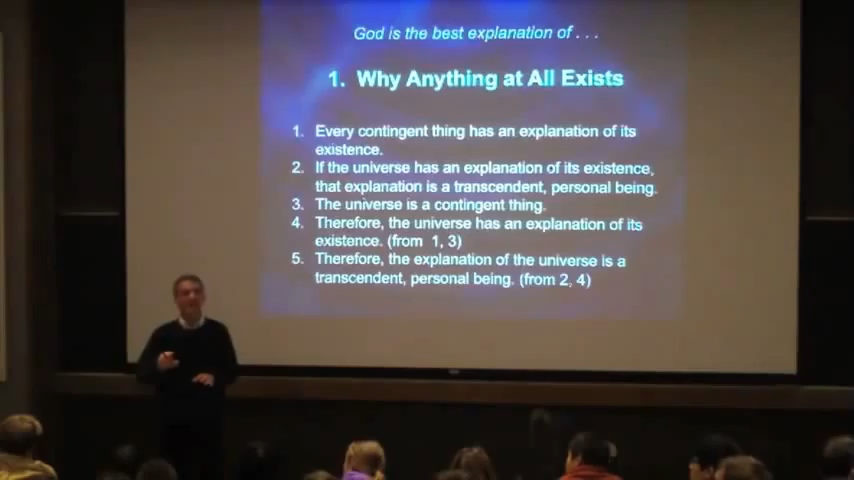 God is the best explanation of . . .
1. Why Anything at All Exists
1. Every contingent thing has an explanation of its
existence.
2. If the universe has an explanation of its existence,
that explanation is a transcendent, personal being.
3. The universe is a contingent thing.
4. Therefore, the universe has an explanation of its
existence. (from 1, 3)
5. Therefore, the explanation of the universe is a
transcendent, personal being. (from 2, 4)